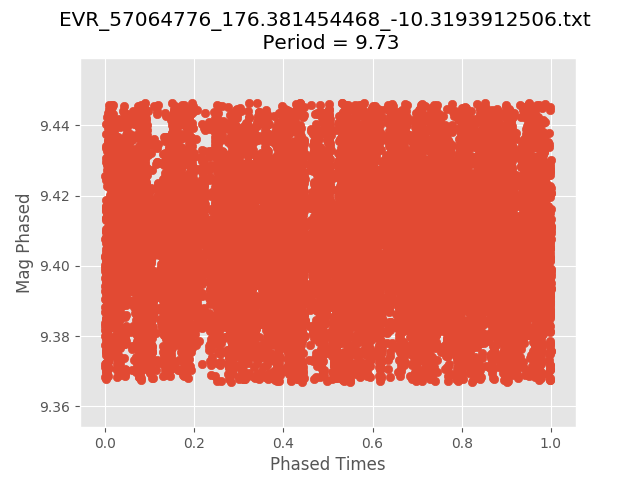 EVR_57064776_176.381454468_-10.3193912506.txt
Period = 9.73
9.44
9.42
9.40
9.38
9.36
Mag Phased
0.0 0.2 0.4 0.6 0.8 1.0
Phased Times